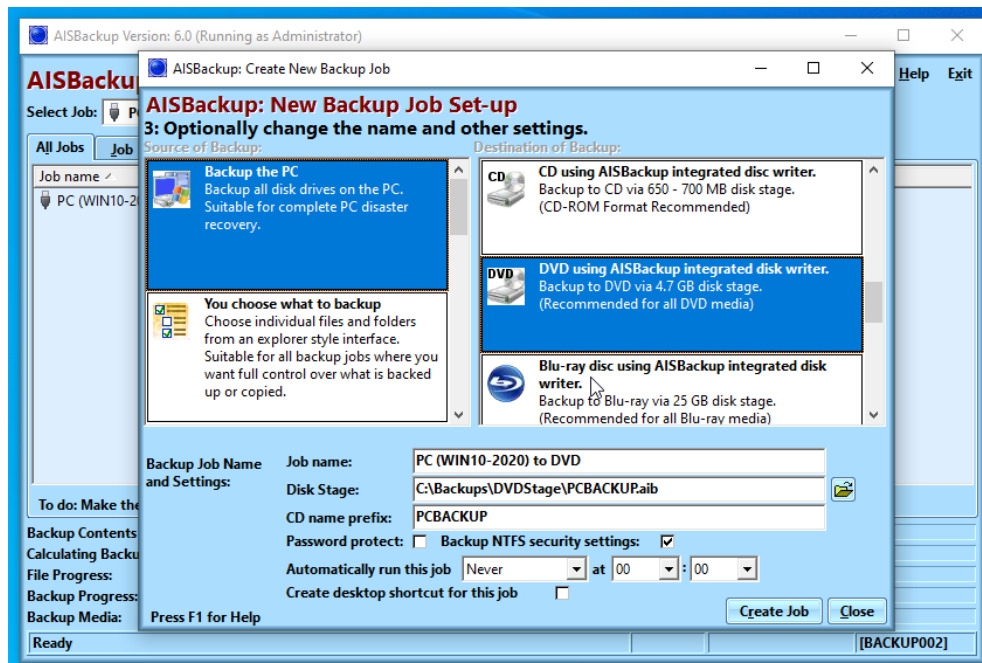 AISBackup Version: 6.0 (Running as Administrator)
AISBackup: Create New Backup Job
AISBacku
Help Exit
Select Job:
All Jobs Job
Job name
PC (WIN10-20
To do: Make the
Backup Contents
Calculating Backu
File Progress:
Backup Progress:
Backup Media:
Ready
[BACKUP002]
AISBackup: New Backup Job Set-up
3: Optionally change the name and other settings.
Source of Backup:
Backup the PC
Backup all disk drives on the PC.
Suitable for complete PC disaster
recovery.
You choose what to backup
Choose individual files and folders
from an explorer style interface.
Suitable for all backup jobs where you
want full control over what is backed
up or copied.
Destination of Backup:
CD
CD using AISBackup integrated disc writer.
Backup to CD via 650 - 700 MB disk stage.
(CD-ROM Format Recommended)
DVD
DVD using AISBackup integrated disk writer.
Backup to DVD via 4.7 GB disk stage.
(Recommended for all DVD media)
Blu-ray disc using AISBackup integrated disk
writer.
Backup to Blu-ray via 25 GB disk stage.
(Recommended for all Blu-ray media)
Backup Job Name
and Settings:
Job name: PC (WIN10-2020) to DVD
Disk Stage: C:\Backups\DVDStage\PCBACKUP.aib
CD name prefix: PCBACKUP
Password protect: Backup NTFS security settings:
Automatically run this job Never at 00 : 00
Create desktop shortcut for this job
Press F1 for Help
Create Job Close